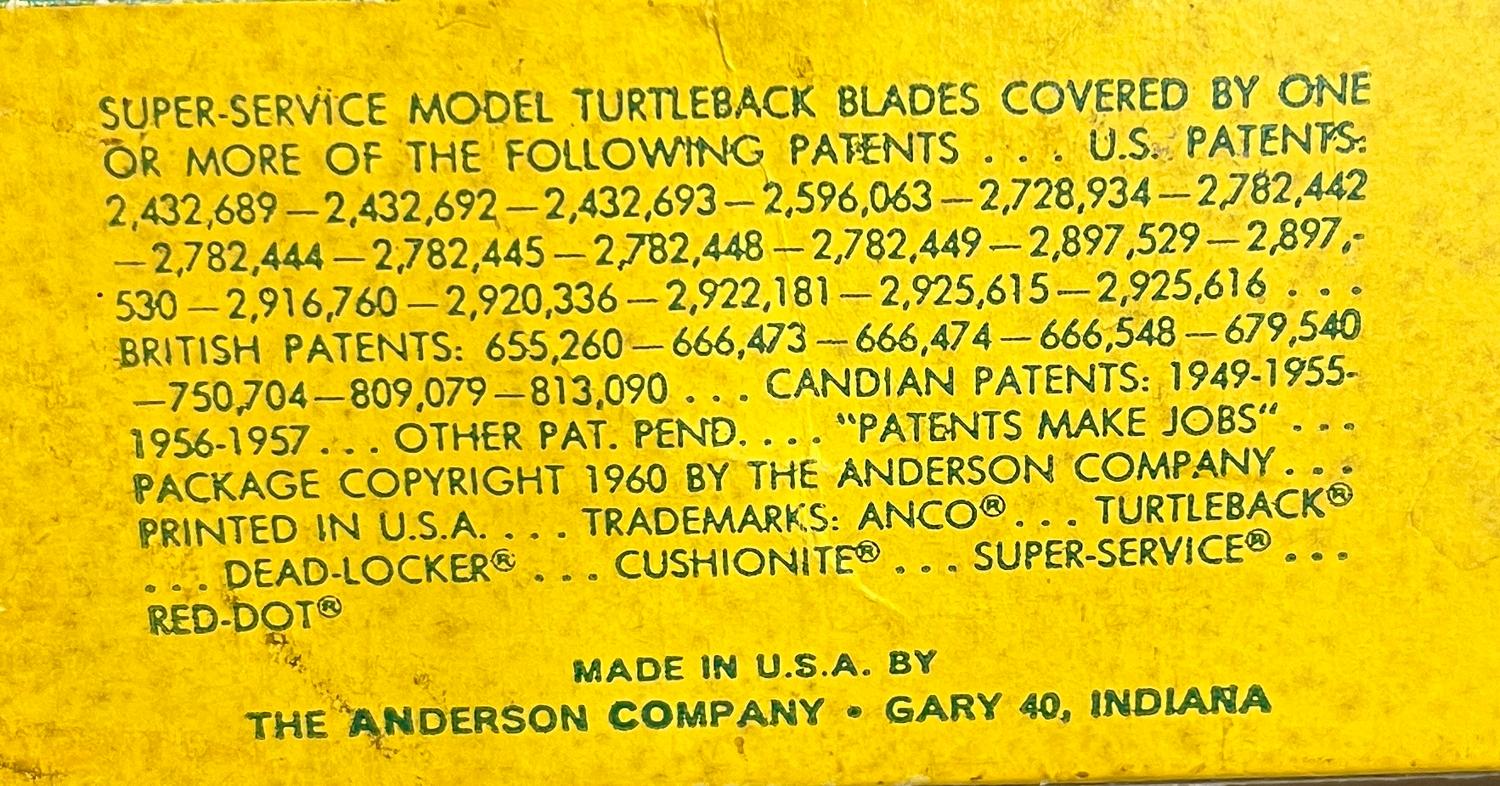 SUPER-SERVICE MODEL TURTLEBACK BLADES COVERED BY ONE
OR MORE OF THE FOLLOWING PATENTS . . . U.S. PATENTS:
2,432,689—2,432,692—2,432,693—2,596,063—2,728,934—2,782,442
—2,782,444—2,782,445—2,782,448—2,782,449—2,897,529—2,897,-
530—2,916,760—2,920,336—2,922,181—2,925,615—2,925,616 . . .
BRITISH PATENTS: 655,260—666,473—666,474—666,548—679,540
—750,704—809,079—813,090 . . . CANDIAN PATENTS: 1949-1955-
1956-1957 . . . OTHER PAT. PEND. . . . "PATENTS MAKE JOBS" . . .
PACKAGE COPYRIGHT 1960 BY THE ANDERSON COMPANY . . .
PRINTED IN U.S.A. . . . TRADEMARKS: ANCO® . . . TURTLEBACK®
. . . DEAD-LOCKER® . . . CUSHIONITE® . . . SUPER-SERVICE® . . .
RED-DOT®
MADE IN U.S.A. BY
THE ANDERSON COMPANY • GARY 40, INDIANA